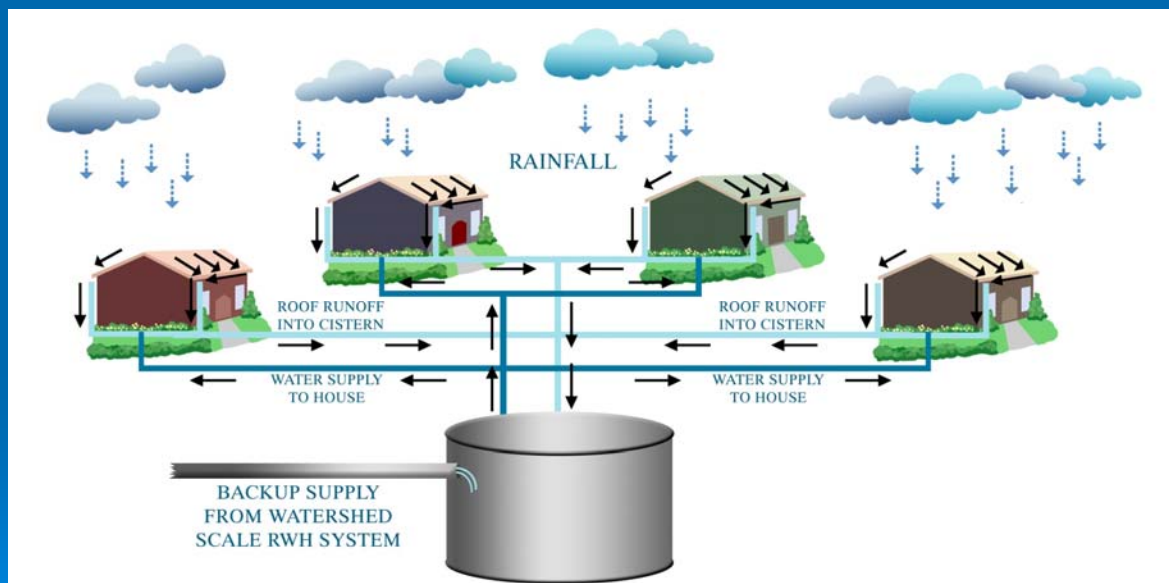 RAINFALL
ROOF RUNOFF
INTO CISTERN
ROOF RUNOFF
INTO CISTERN
WATER SUPPLY
TO HOUSE
WATER SUPPLY
TO HOUSE
BACKUP SUPPLY
FROM WATERSHED
SCALE RWH SYSTEM